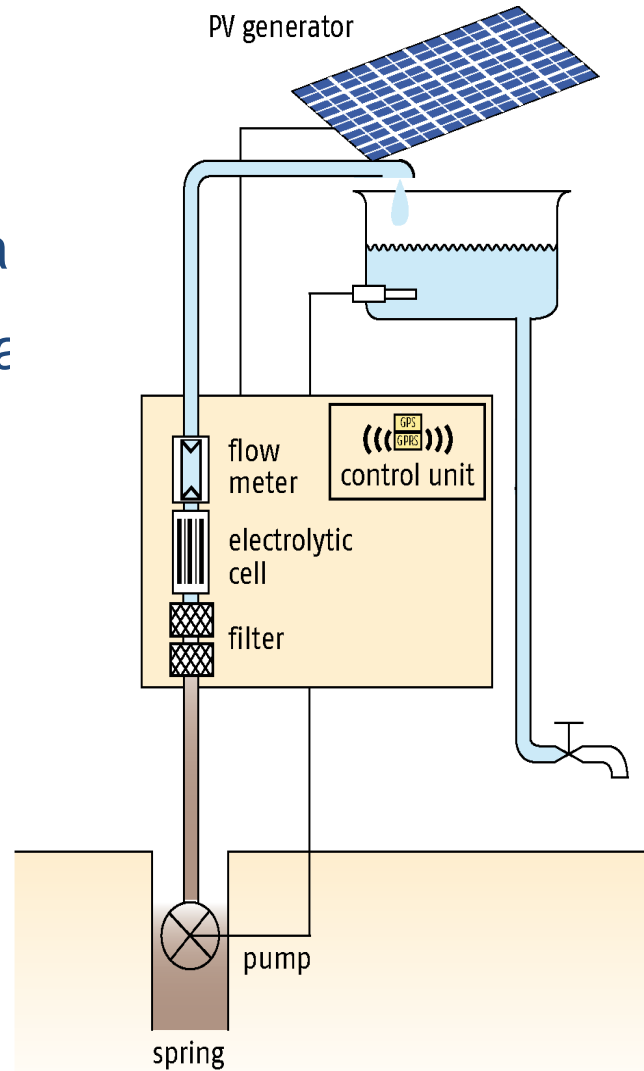 PV generator
a
e
GPS
GPRS
control unit
flow
meter
electrolytic
cell
filter
pump
spring